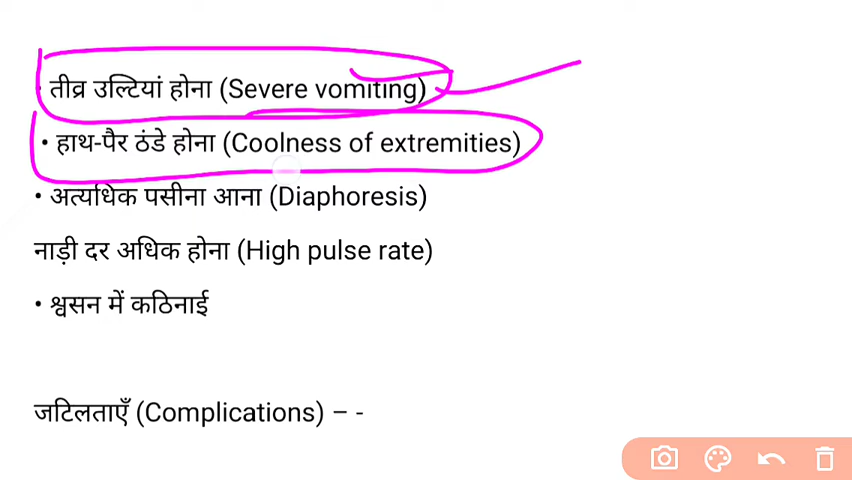 • तीव्र उल्टियां होना (Severe vomiting)
• हाथ-पैर ठंडे होना (Coolness of extremities)
• अत्यधिक पसीना आना (Diaphoresis)
नाड़ी दर अधिक होना (High pulse rate)
• श्वसन में कठिनाई
जटिलताएँ (Complications) – -